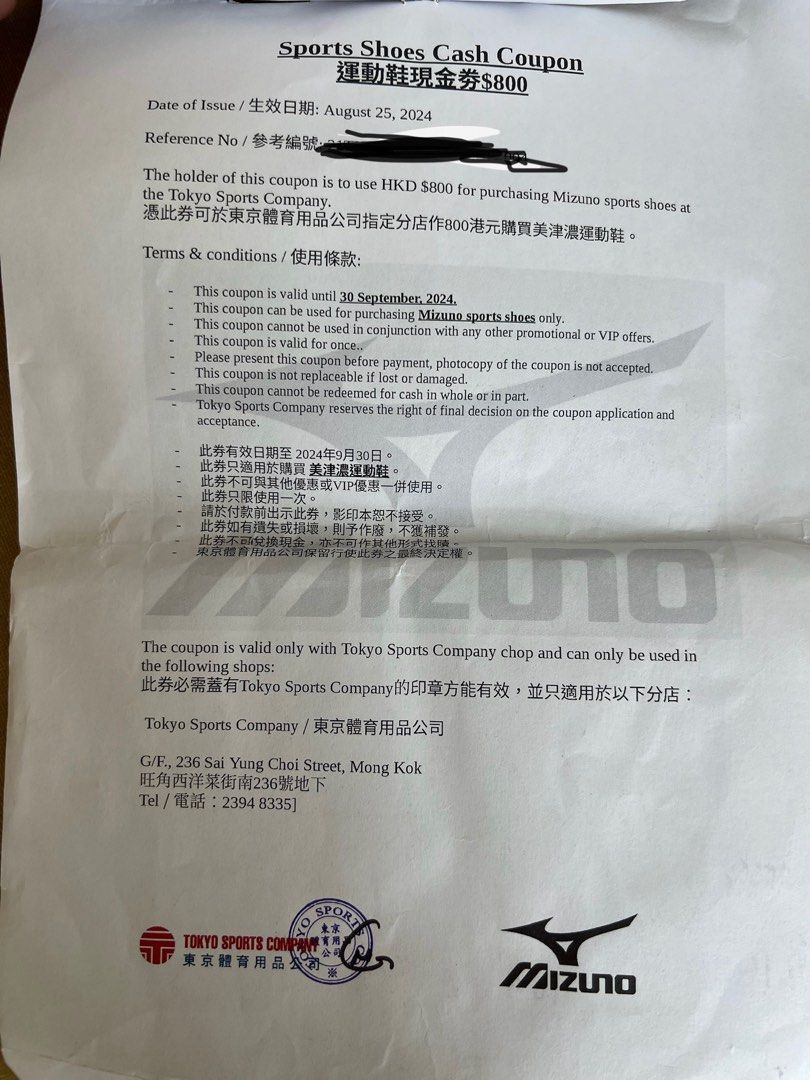 Sports Shoes Cash Coupon
運動鞋現金券$800
Date of Issue / 生效日期: August 25, 2024
Reference No / 參考編號:
The holder of this coupon is to use HKD $800 for purchasing Mizuno sports shoes at
the Tokyo Sports Company.
憑此券可於東京體育用品公司指定分店作800港元購買美津濃運動鞋。
Terms & conditions / 使用條款:
- This coupon is valid until 30 September, 2024.
- This coupon can be used for purchasing Mizuno sports shoes only.
- This coupon cannot be used in conjunction with any other promotional or VIP offers.
- This coupon is valid for once..
- Please present this coupon before payment, photocopy of the coupon is not accepted.
- This coupon is not replaceable if lost or damaged.
- This coupon cannot be redeemed for cash in whole or in part.
- Tokyo Sports Company reserves the right of final decision on the coupon application and
acceptance.
- 此券有效日期至 2024年9月30日。
- 此券只適用於購買 美津濃運動鞋。
- 此券不可與其他優惠或VIP優惠一併使用。
- 此券只限使用一次。
- 請於付款前出示此券，影印本恕不接受。
- 此券如有遺失或損壞，則予作廢，不獲補發。
- 此券不可兌換現金，亦不可作其他形式找贖。
- 東京體育用品公司保留行使此券之最終決定權。
MIZUNO
The coupon is valid only with Tokyo Sports Company chop and can only be used in
the following shops:
此券必需蓋有Tokyo Sports Company的印章方能有效，並只適用於以下分店：
Tokyo Sports Company / 東京體育用品公司
G/F., 236 Sai Yung Choi Street, Mong Kok
旺角西洋菜街南236號地下
Tel / 電話：2394 8335]
TOKYO SPORTS COMPANY
東京體育用品公司
TOKYO SPORTS
東京
體育用品
公司
MIZUNO